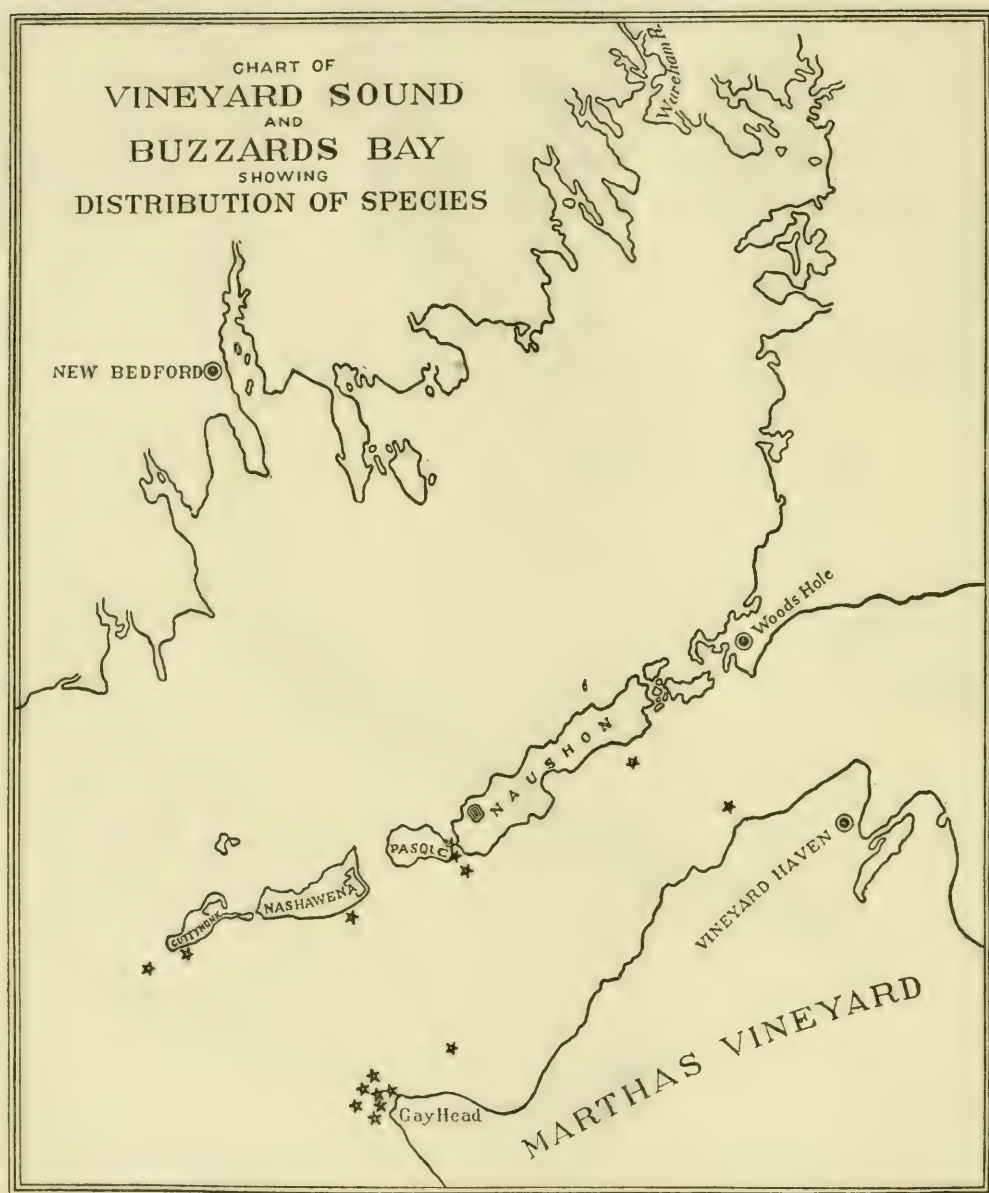 CHART OF
VINEYARD SOUND
AND
BUZZARDS BAY
SHOWING
DISTRIBUTION OF SPECIES
Wareham R.
NEW BEDFORD
Woods Hole
NAUSHON
PASQUE
NASHAWENA
CUTTYHUNK
VINEYARD HAVEN
MARTHAS VINEYARD
Gay Head